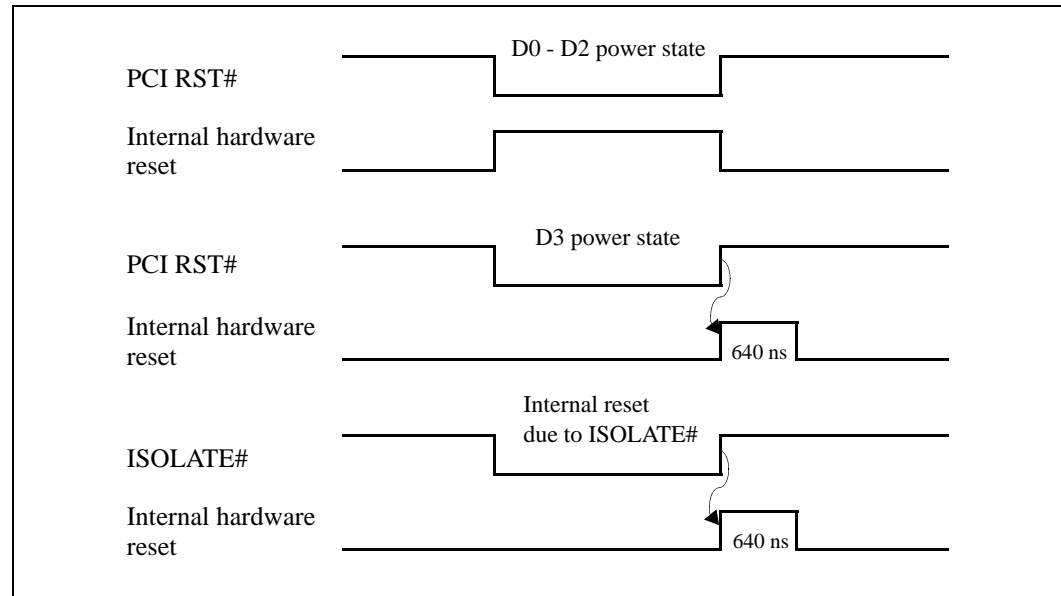 D0 - D2 power state
PCI RST#
Internal hardware
reset
D3 power state
PCI RST#
Internal hardware
reset
640 ns
Internal reset
due to ISOLATE#
ISOLATE#
Internal hardware
reset
640 ns